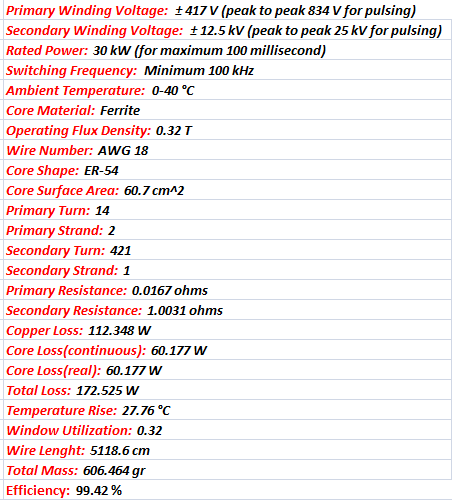 Primary Winding Voltage: ± 417 V (peak to peak 834 V for pulsing)
Secondary Winding Voltage: ± 12.5 kV (peak to peak 25 kV for pulsing)
Rated Power: 30 kW (for maximum 100 millisecond)
Switching Frequency: Minimum 100 kHz
Ambient Temperature: 0-40 °C
Core Material: Ferrite
Operating Flux Density: 0.32 T
Wire Number: AWG 18
Core Shape: ER-54
Core Surface Area: 60.7 cm^2
Primary Turn: 14
Primary Strand: 2
Secondary Turn: 421
Secondary Strand: 1
Primary Resistance: 0.0167 ohms
Secondary Resistance: 1.0031 ohms
Copper Loss: 112.348 W
Core Loss(continuous): 60.177 W
Core Loss(real): 60.177 W
Total Loss: 172.525 W
Temperature Rise: 27.76 °C
Window Utilization: 0.32
Wire Lenght: 5118.6 cm
Total Mass: 606.464 gr
Efficiency: 99.42 %